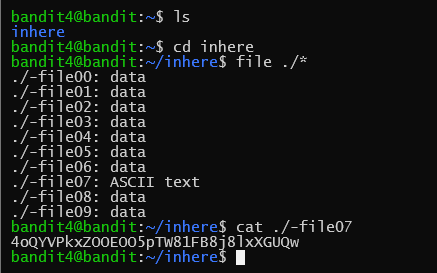 bandit4@bandit:~$ ls
inhere
bandit4@bandit:~$ cd inhere
bandit4@bandit:~/inhere$ file ./*
./-file00: data
./-file01: data
./-file02: data
./-file03: data
./-file04: data
./-file05: data
./-file06: data
./-file07: ASCII text
./-file08: data
./-file09: data
bandit4@bandit:~/inhere$ cat ./-file07
4oQYVPkxZOOEOO5pTW81FB8j8lxXGUQw
bandit4@bandit:~/inhere$